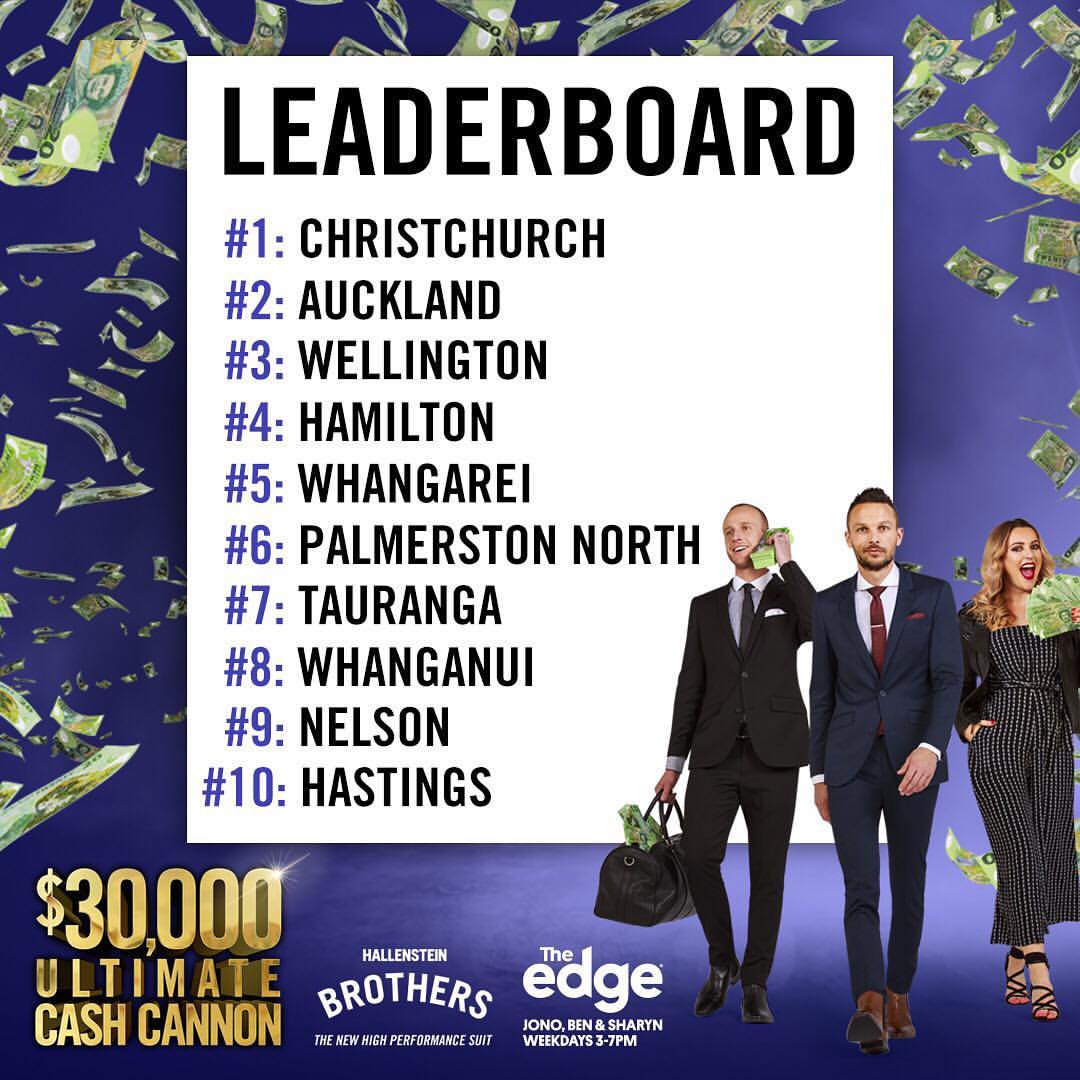 LEADERBOARD
#1: CHRISTCHURCH
#2: AUCKLAND
#3: WELLINGTON
#4: HAMILTON
#5: WHANGAREI
#6: PALMERSTON NORTH
#7: TAURANGA
#8: WHANGANUI
#9: NELSON
#10: HASTINGS
$30,000
ULTIMATE
CASH CANNON
HALLENSTEIN
BROTHERS
THE NEW HIGH PERFORMANCE SUIT
The
edge
JONO, BEN & SHARYN
WEEKDAYS 3-7PM